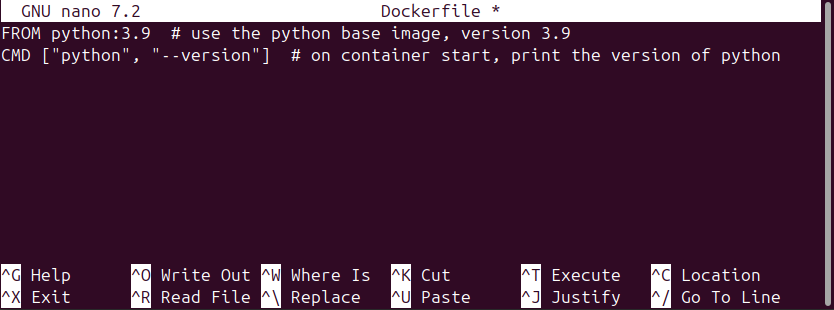 GNU nano 7.2 Dockerfile *
FROM python:3.9  # use the python base image, version 3.9
CMD ["python", "--version"]  # on container start, print the version of python
^G Help ^O Write Out ^W Where Is ^K Cut ^T Execute ^C Location
^X Exit ^R Read File ^\ Replace ^U Paste ^J Justify ^/ Go To Line